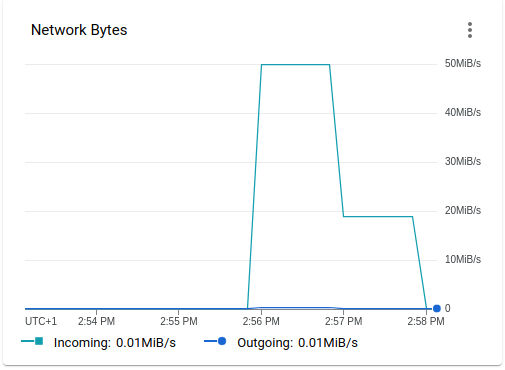 Network Bytes
50MiB/s
40MiB/s
30MiB/s
20MiB/s
10MiB/s
0
UTC+1 2:54 PM 2:55 PM 2:56 PM 2:57 PM 2:58 PM
Incoming: 0.01MiB/s Outgoing: 0.01MiB/s